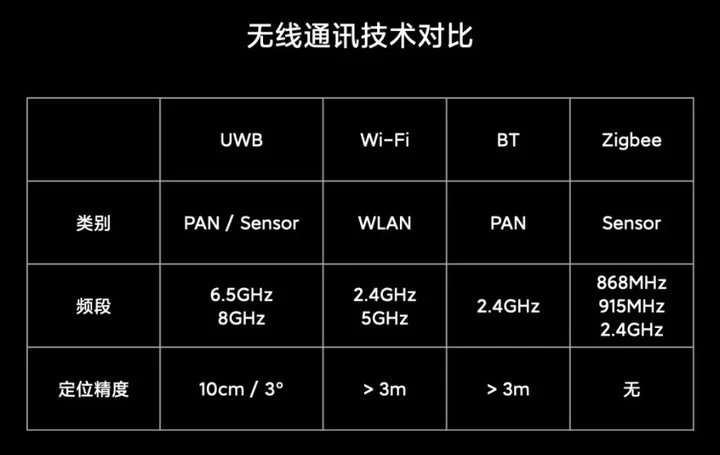 无线通讯技术对比
UWB Wi-Fi BT Zigbee
类别 PAN / Sensor WLAN PAN Sensor
频段 6.5GHz 8GHz 2.4GHz 5GHz 2.4GHz 868MHz 915MHz 2.4GHz
定位精度 10cm / 3° > 3m > 3m 无